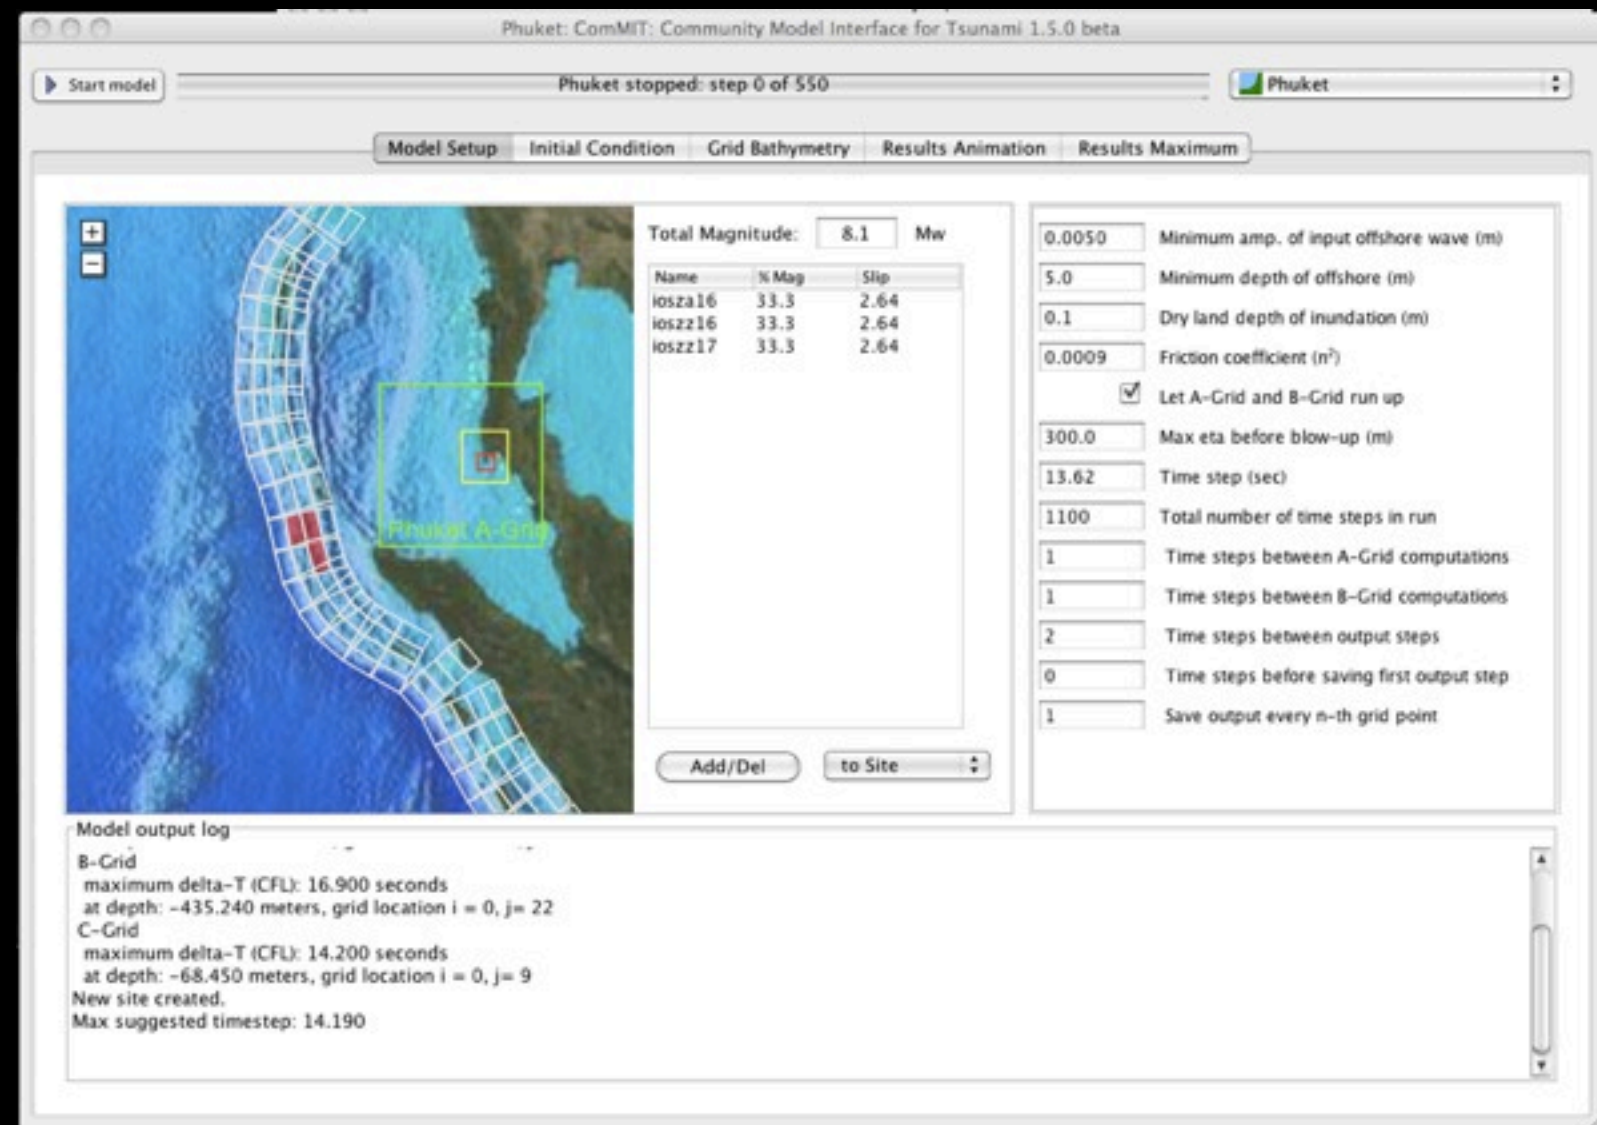 Phuket: ComMIT: Community Model Interface for Tsunami 1.5.0 beta
Start model
Phuket stopped: step 0 of 550
Phuket
Model Setup
Initial Condition
Grid Bathymetry
Results Animation
Results Maximum
+
−
Phuket A-Grid
Total Magnitude: 8.1 Mw
Name % Mag Slip
iosza16 33.3 2.64
ioszz16 33.3 2.64
ioszz17 33.3 2.64
Add/Del
to Site
0.0050 Minimum amp. of input offshore wave (m)
5.0 Minimum depth of offshore (m)
0.1 Dry land depth of inundation (m)
0.0009 Friction coefficient (n²)
Let A-Grid and B-Grid run up
300.0 Max eta before blow-up (m)
13.62 Time step (sec)
1100 Total number of time steps in run
1 Time steps between A-Grid computations
1 Time steps between B-Grid computations
2 Time steps between output steps
0 Time steps before saving first output step
1 Save output every n-th grid point
Model output log
B-Grid
maximum delta-T (CFL): 16.900 seconds
at depth: -435.240 meters, grid location i = 0, j= 22
C-Grid
maximum delta-T (CFL): 14.200 seconds
at depth: -68.450 meters, grid location i = 0, j= 9
New site created.
Max suggested timestep: 14.190